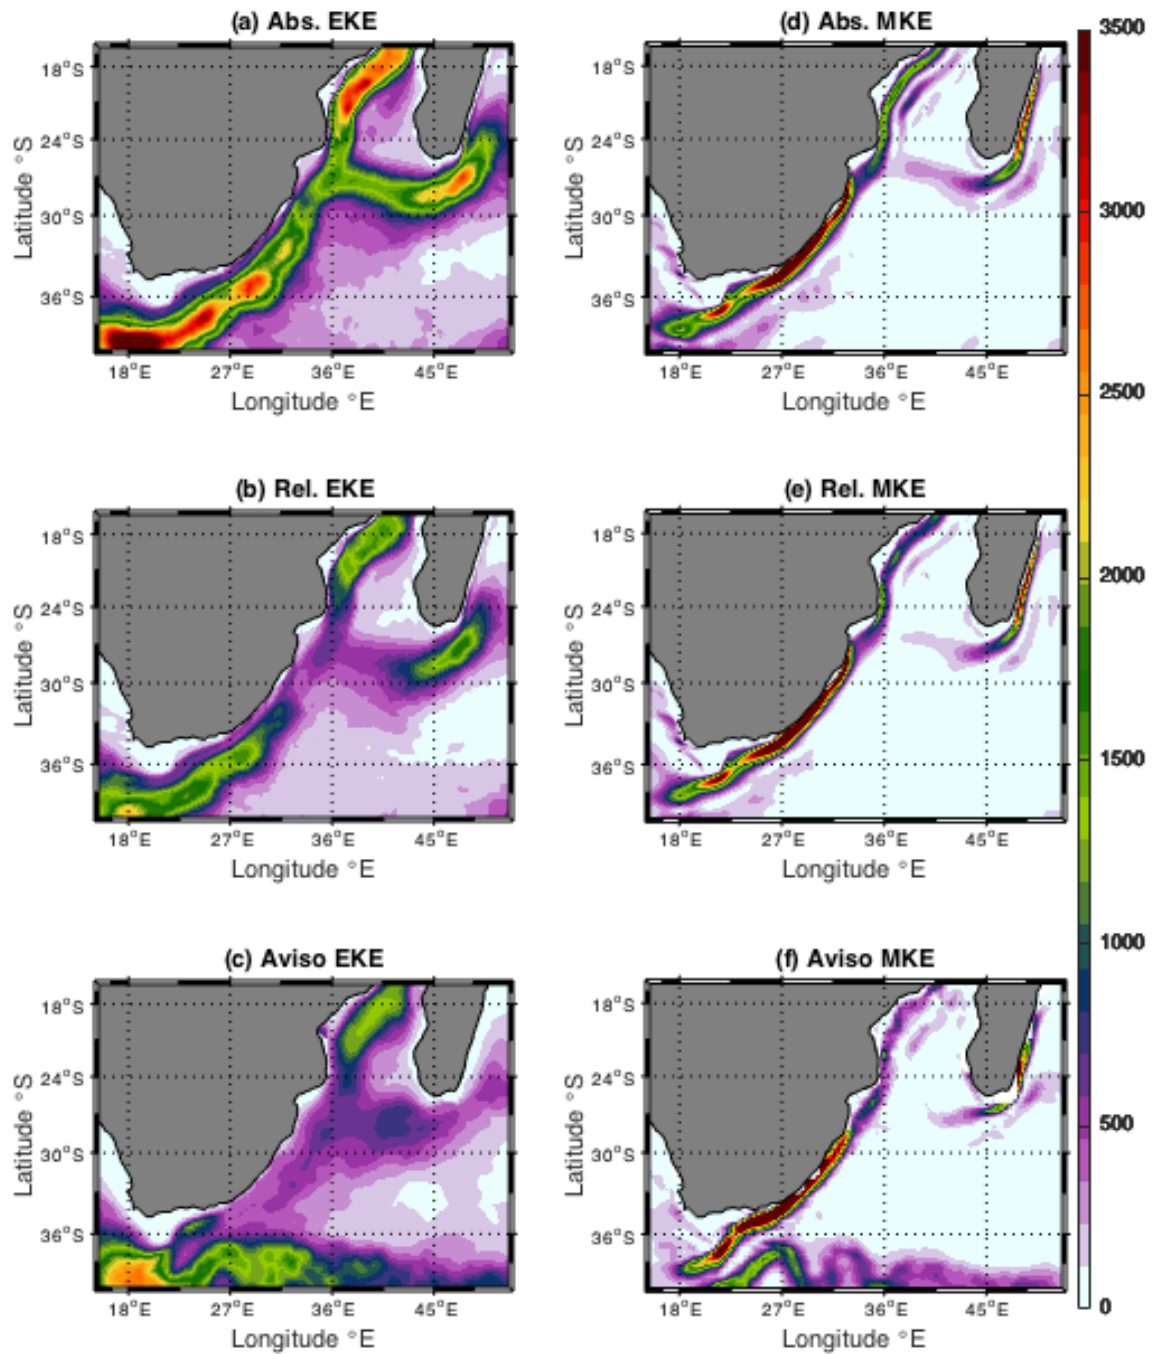 (a) Abs. EKE
18°S
24°S
30°S
36°S
Latitude °S
18°E 27°E 36°E 45°E
Longitude °E
(d) Abs. MKE
18°S
24°S
30°S
36°S
Latitude °S
18°E 27°E 36°E 45°E
Longitude °E
(b) Rel. EKE
18°S
24°S
30°S
36°S
Latitude °S
18°E 27°E 36°E 45°E
Longitude °E
(e) Rel. MKE
18°S
24°S
30°S
36°S
Latitude °S
18°E 27°E 36°E 45°E
Longitude °E
(c) Aviso EKE
18°S
24°S
30°S
36°S
Latitude °S
18°E 27°E 36°E 45°E
Longitude °E
(f) Aviso MKE
18°S
24°S
30°S
36°S
Latitude °S
18°E 27°E 36°E 45°E
Longitude °E
3500
3000
2500
2000
1500
1000
500
0